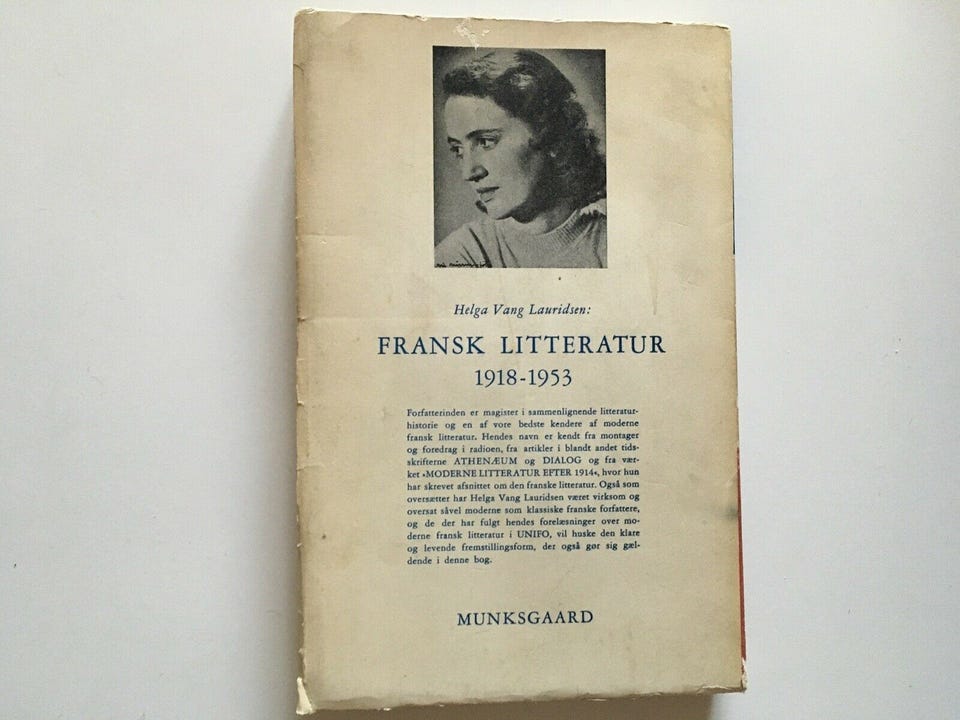 Helga Vang Lauridsen:
FRANSK LITTERATUR
1918-1953
Forfatterinden er magister i sammenlignende litteratur-
historie og en af vore bedste kendere af moderne
fransk litteratur. Hendes navn er kendt fra montager
og foredrag i radioen, fra artikler i blandt andet tids-
skrifterne ATHENÆUM og DIALOG og fra vær-
ket »MODERNE LITTERATUR EFTER 1914«, hvor hun
har skrevet afsnittet om den franske litteratur. Også som
oversætter har Helga Vang Lauridsen været virksom og
oversat såvel moderne som klassiske franske forfattere,
og de der har fulgt hendes forelæsninger over mo-
derne fransk litteratur i UNIFO, vil huske den klare
og levende fremstillingsform, der også gør sig gæl-
dende i denne bog.
MUNKSGAARD